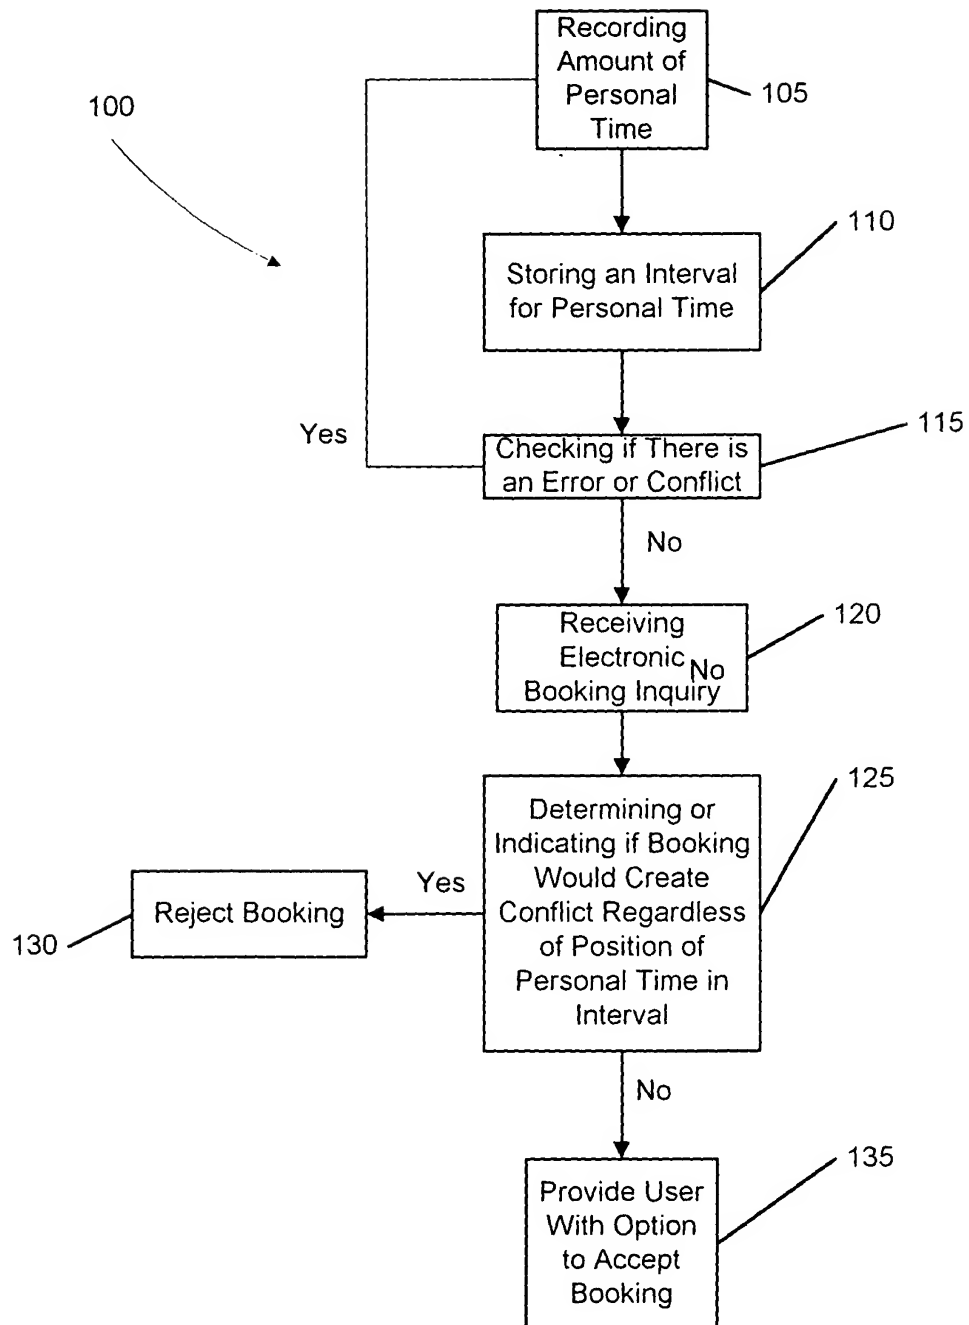 Recording
Amount of
Personal
Time
105
100
110
Storing an Interval
for Personal Time
115
Yes
Checking if There is
an Error or Conflict
No
120
Receiving
Electronic
No
Booking Inquiry
125
Determining or
Indicating if Booking
Would Create
Conflict Regardless
of Position of
Personal Time in
Interval
Yes
Reject Booking
130
No
135
Provide User
With Option
to Accept
Booking